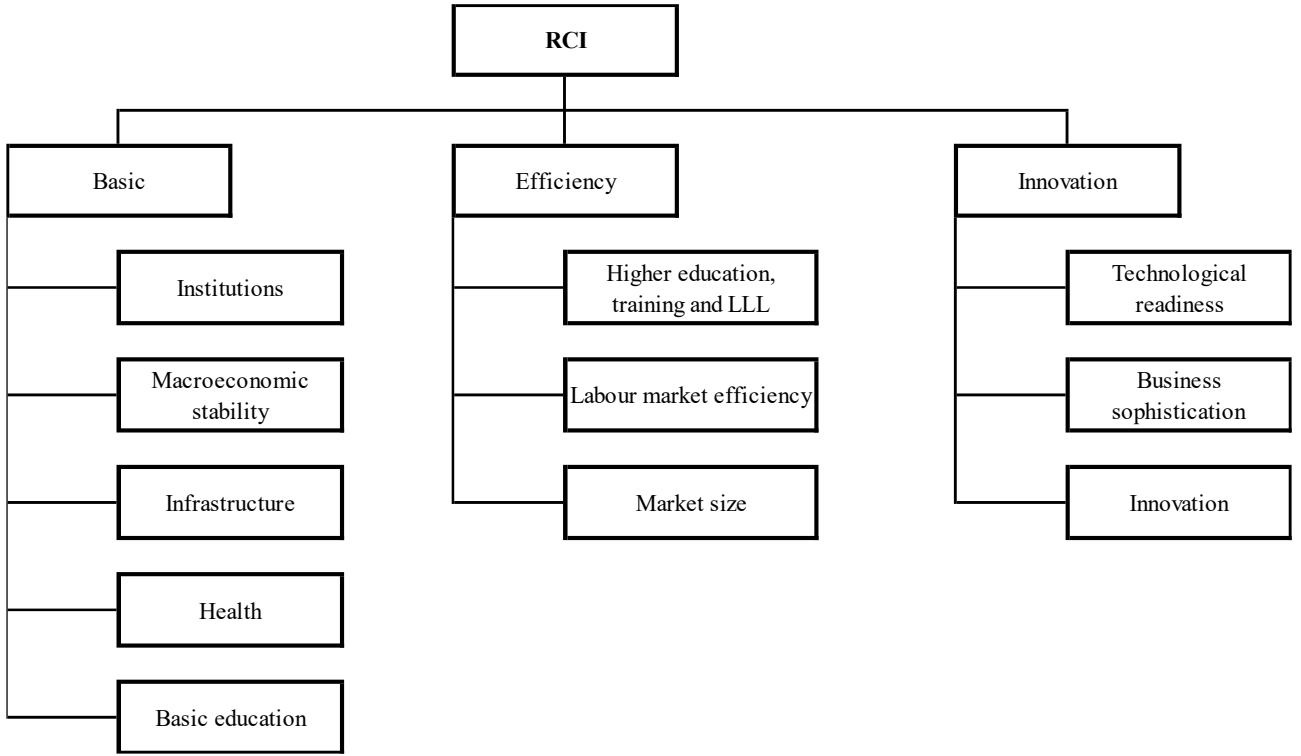 RCI
Basic
Efficiency
Innovation
Institutions
Higher education,
training and LLL
Technological
readiness
Macroeconomic
stability
Labour market efficiency
Business
sophistication
Infrastructure
Market size
Innovation
Health
Basic education